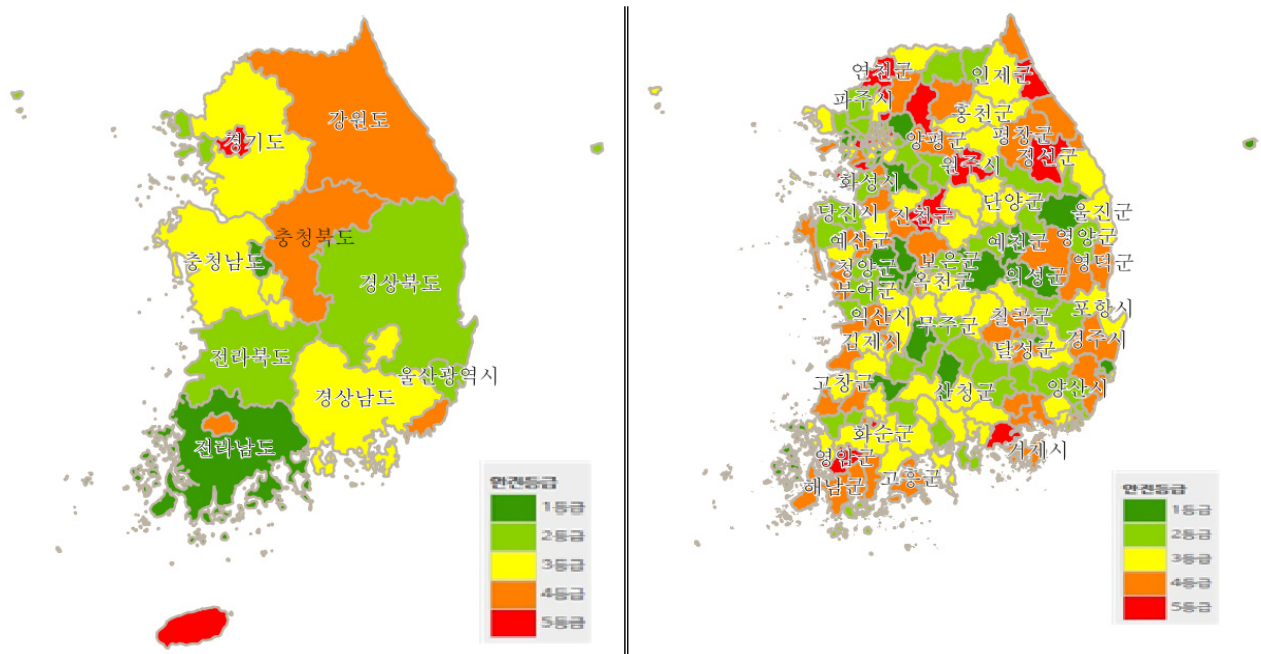 강원도
경기도
충청북도
충청남도
경상북도
전라북도
울산광역시
경상남도
전라남도
안전등급
1등급
2등급
3등급
4등급
5등급
연천군
인제군
파주시
홍천군
평창군
양평군
정선군
원주시
화성시
단양군
당진시
진천군
울진군
예산군
예천군
영양군
청양군
보은군
영덕군
옥천군
의성군
부여군
포항시
익산시
무주군
칠곡군
김제시
경주시
달성군
고창군
산청군
양산시
화순군
거제시
영암군
고흥군
해남군
안전등급
1등급
2등급
3등급
4등급
5등급